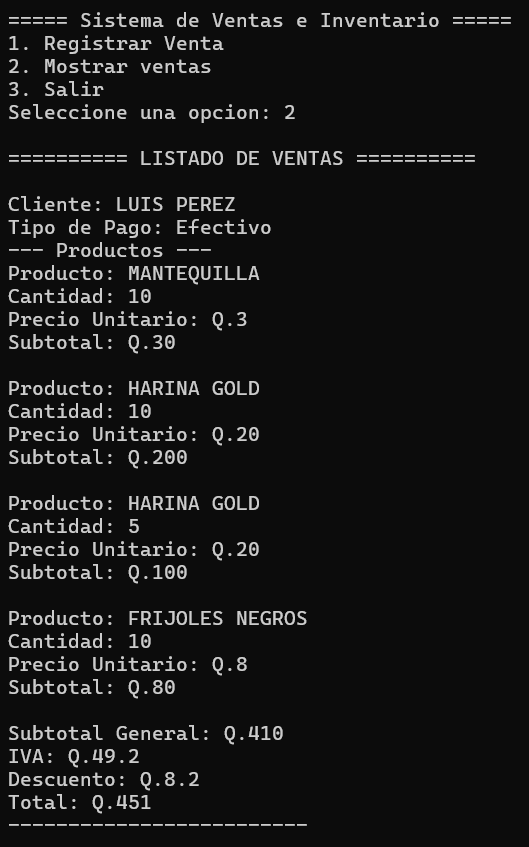 ===== Sistema de Ventas e Inventario =====
1. Registrar Venta
2. Mostrar ventas
3. Salir
Seleccione una opcion: 2
========== LISTADO DE VENTAS ==========
Cliente: LUIS PEREZ
Tipo de Pago: Efectivo
--- Productos ---
Producto: MANTEQUILLA
Cantidad: 10
Precio Unitario: Q.3
Subtotal: Q.30
Producto: HARINA GOLD
Cantidad: 10
Precio Unitario: Q.20
Subtotal: Q.200
Producto: HARINA GOLD
Cantidad: 5
Precio Unitario: Q.20
Subtotal: Q.100
Producto: FRIJOLES NEGROS
Cantidad: 10
Precio Unitario: Q.8
Subtotal: Q.80
Subtotal General: Q.410
IVA: Q.49.2
Descuento: Q.8.2
Total: Q.451
-------------------------